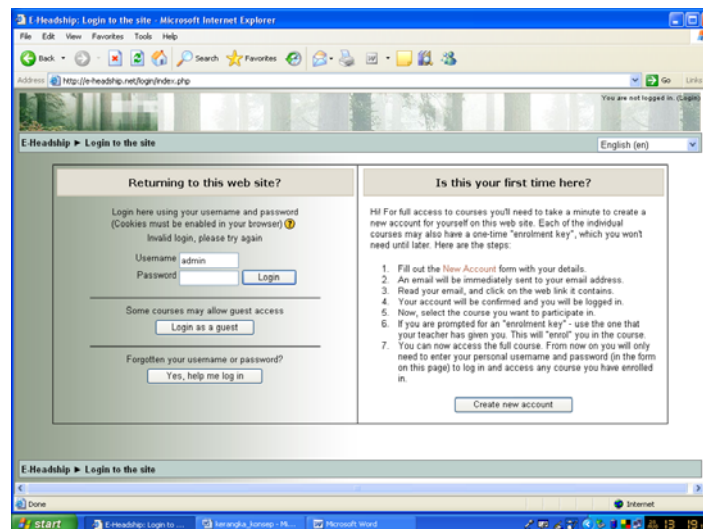 E-Headship: Login to the site - Microsoft Internet Explorer
File Edit View Favorites Tools Help
Back Search Favorites
Address http://e-headship.net/login/index.php Go Links
You are not logged in. (Login)
E-Headship ► Login to the site English (en)
Returning to this web site?
Login here using your username and password
(Cookies must be enabled in your browser) ?
Invalid login, please try again
Username admin
Password Login
Some courses may allow guest access
Login as a guest
Forgotten your username or password?
Yes, help me log in
Is this your first time here?
Hi! For full access to courses you'll need to take a minute to create a
new account for yourself on this web site. Each of the individual
courses may also have a one-time "enrolment key", which you won't
need until later. Here are the steps:
1. Fill out the New Account form with your details.
2. An email will be immediately sent to your email address.
3. Read your email, and click on the web link it contains.
4. Your account will be confirmed and you will be logged in.
5. Now, select the course you want to participate in.
6. If you are prompted for an "enrolment key" - use the one that
your teacher has given you. This will "enrol" you in the course.
7. You can now access the full course. From now on you will only
need to enter your personal username and password (in the form
on this page) to log in and access any course you have enrolled
in.
Create new account
E-Headship ► Login to the site
Done Internet
start E-Headship: Login to ... kerangka_konsep - Mi... Microsoft Word